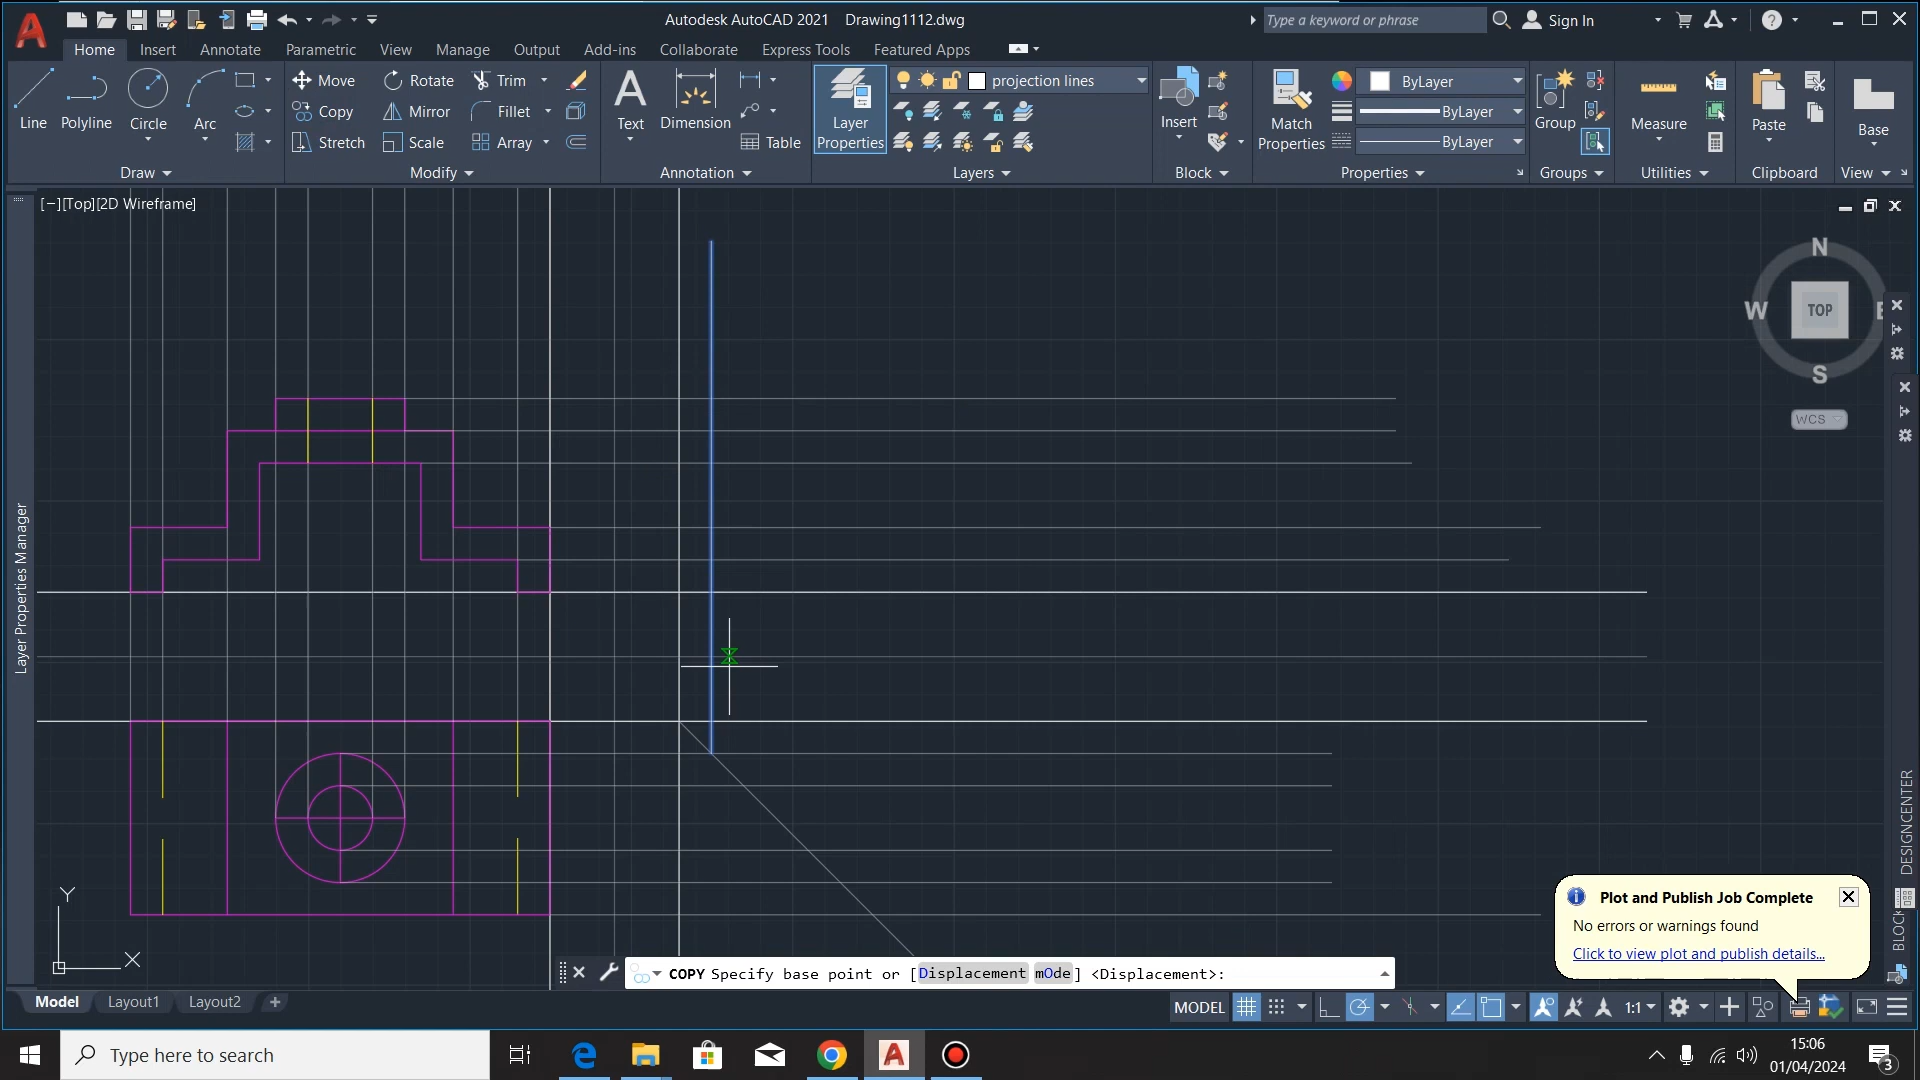 Autodesk AutoCAD 2021 Drawing1112.dwg
Type a keyword or phrase
Sign In
Home Insert Annotate Parametric View Manage Output Add-ins Collaborate Express Tools Featured Apps
Line Polyline Circle Arc
Draw
Move Rotate Trim
Copy Mirror Fillet
Stretch Scale Array
Modify
Text Dimension Table
Annotation
Layer Properties
projection lines
Layers
Insert
Block
Match Properties
ByLayer
ByLayer
ByLayer
Properties
Group
Groups
Measure
Utilities
Paste
Clipboard
Base
View
[−][Top][2D Wireframe]
N
W TOP E
S
WCS
Layer Properties Manager
DESIGNCENTER
BLOCK
Y
X
Plot and Publish Job Complete
No errors or warnings found
Click to view plot and publish details...
COPY Specify base point or [Displacement mOde] <Displacement>:
Model Layout1 Layout2
MODEL 1:1
Type here to search
15:06
01/04/2024
3